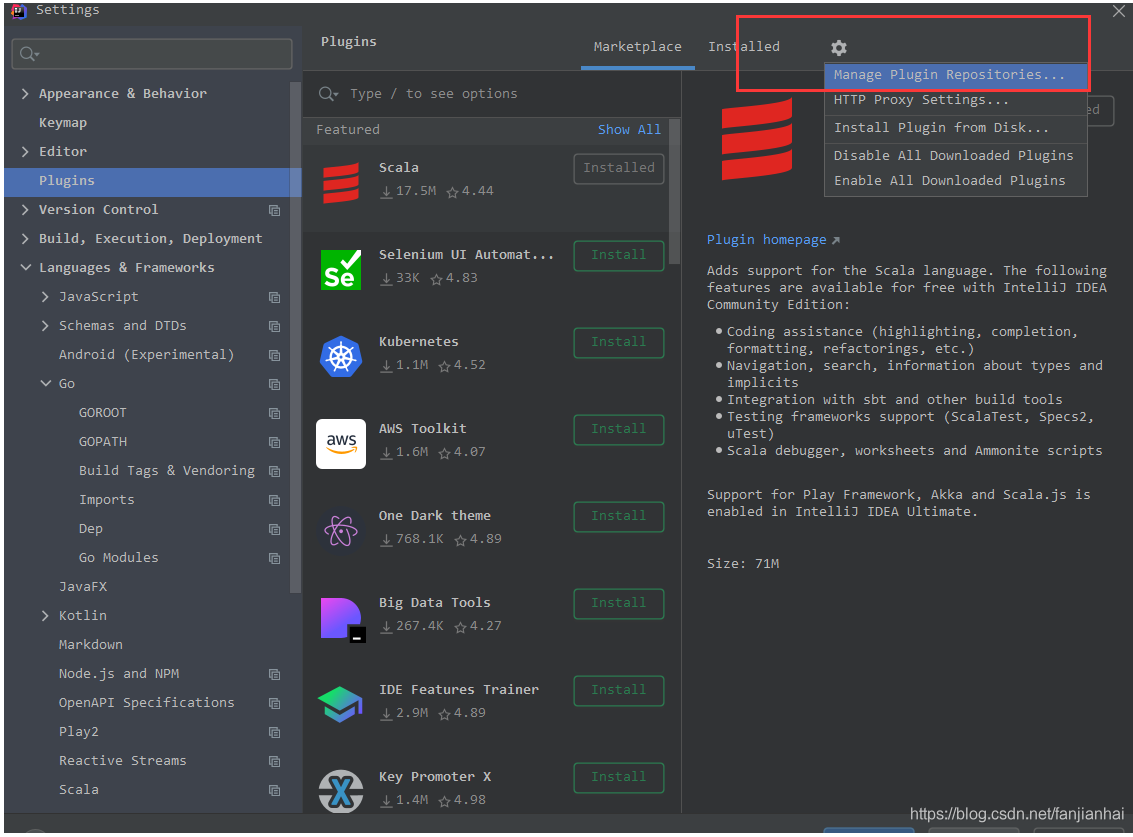 Settings
Appearance & Behavior
Keymap
Editor
Plugins
Version Control
Build, Execution, Deployment
Languages & Frameworks
JavaScript
Schemas and DTDs
Android (Experimental)
Go
GOROOT
GOPATH
Build Tags & Vendoring
Imports
Dep
Go Modules
JavaFX
Kotlin
Markdown
Node.js and NPM
OpenAPI Specifications
Play2
Reactive Streams
Scala
Plugins
Marketplace
Installed
Type / to see options
Featured
Show All
Scala
17.5M 4.44
Installed
Selenium UI Automat...
33K 4.83
Install
Se
Kubernetes
1.1M 4.52
Install
aws
AWS Toolkit
1.6M 4.07
Install
One Dark theme
768.1K 4.89
Install
Big Data Tools
267.4K 4.27
Install
IDE Features Trainer
2.9M 4.89
Install
X
Key Promoter X
1.4M 4.98
Install
Manage Plugin Repositories...
HTTP Proxy Settings...
Install Plugin from Disk...
Disable All Downloaded Plugins
Enable All Downloaded Plugins
ed
Plugin homepage
Adds support for the Scala language. The following
features are available for free with IntelliJ IDEA
Community Edition:
Coding assistance (highlighting, completion,
formatting, refactorings, etc.)
Navigation, search, information about types and
implicits
Integration with sbt and other build tools
Testing frameworks support (ScalaTest, Specs2,
uTest)
Scala debugger, worksheets and Ammonite scripts
Support for Play Framework, Akka and Scala.js is
enabled in IntelliJ IDEA Ultimate.
Size: 71M
https://blog.csdn.net/fanjianhai